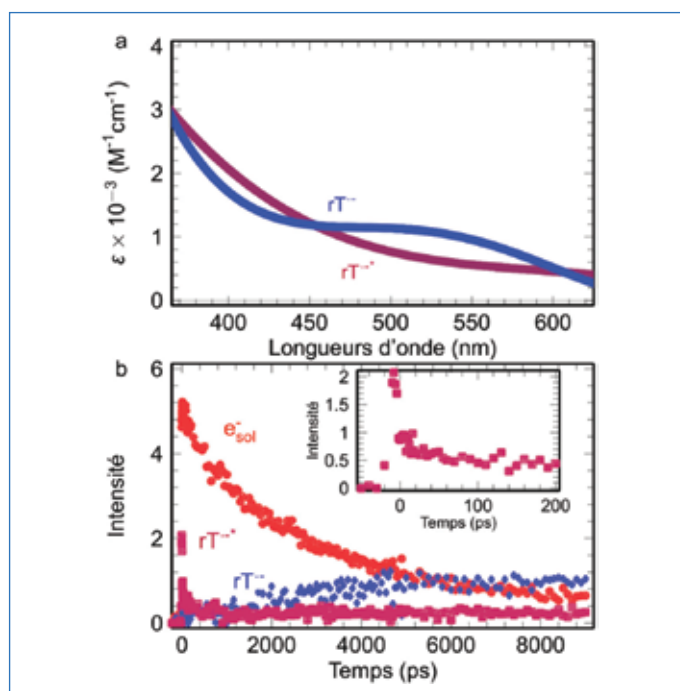 a
4
3
2
1
0
ε × 10⁻³ (M⁻¹cm⁻¹)
rT•–
rT•–*
400 450 500 550 600
Longueurs d'onde (nm)
b
6
4
2
0
Intensité
e⁻sol
rT•–*
rT•–
2
1.5
1
0.5
0
Intensité
0 100 200
Temps (ps)
0 2000 4000 6000 8000
Temps (ps)